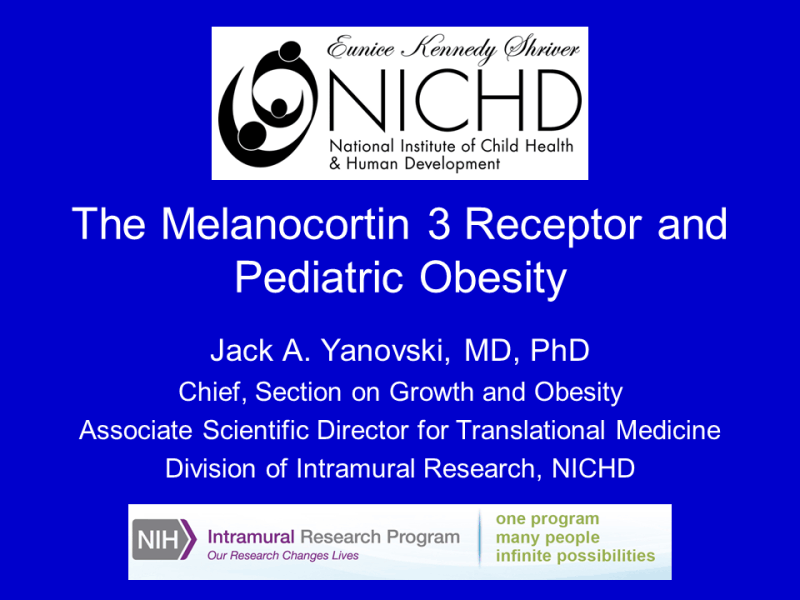 Eunice Kennedy Shriver
NICHD
National Institute of Child Health
& Human Development
The Melanocortin 3 Receptor and
Pediatric Obesity
Jack A. Yanovski, MD, PhD
Chief, Section on Growth and Obesity
Associate Scientific Director for Translational Medicine
Division of Intramural Research, NICHD
NIH
Intramural Research Program
Our Research Changes Lives
one program
many people
infinite possibilities